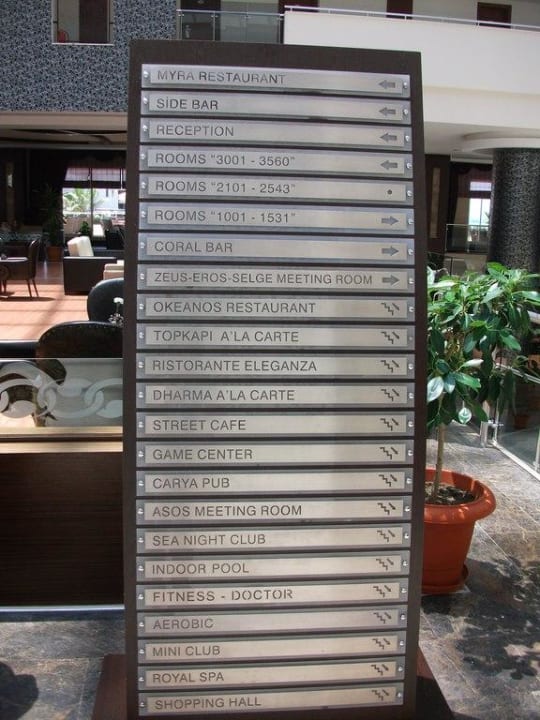 MYRA RESTAURANT
SİDE BAR
RECEPTION
ROOMS "3001 - 3560"
ROOMS "2101 - 2543"
ROOMS "1001 - 1531"
CORAL BAR
ZEUS-EROS-SELGE MEETING ROOM
OKEANOS RESTAURANT
TOPKAPI A'LA CARTE
RISTORANTE ELEGANZA
DHARMA A'LA CARTE
STREET CAFE
GAME CENTER
CARYA PUB
ASOS MEETING ROOM
SEA NIGHT CLUB
INDOOR POOL
FITNESS - DOCTOR
AEROBIC
MINI CLUB
ROYAL SPA
SHOPPING HALL